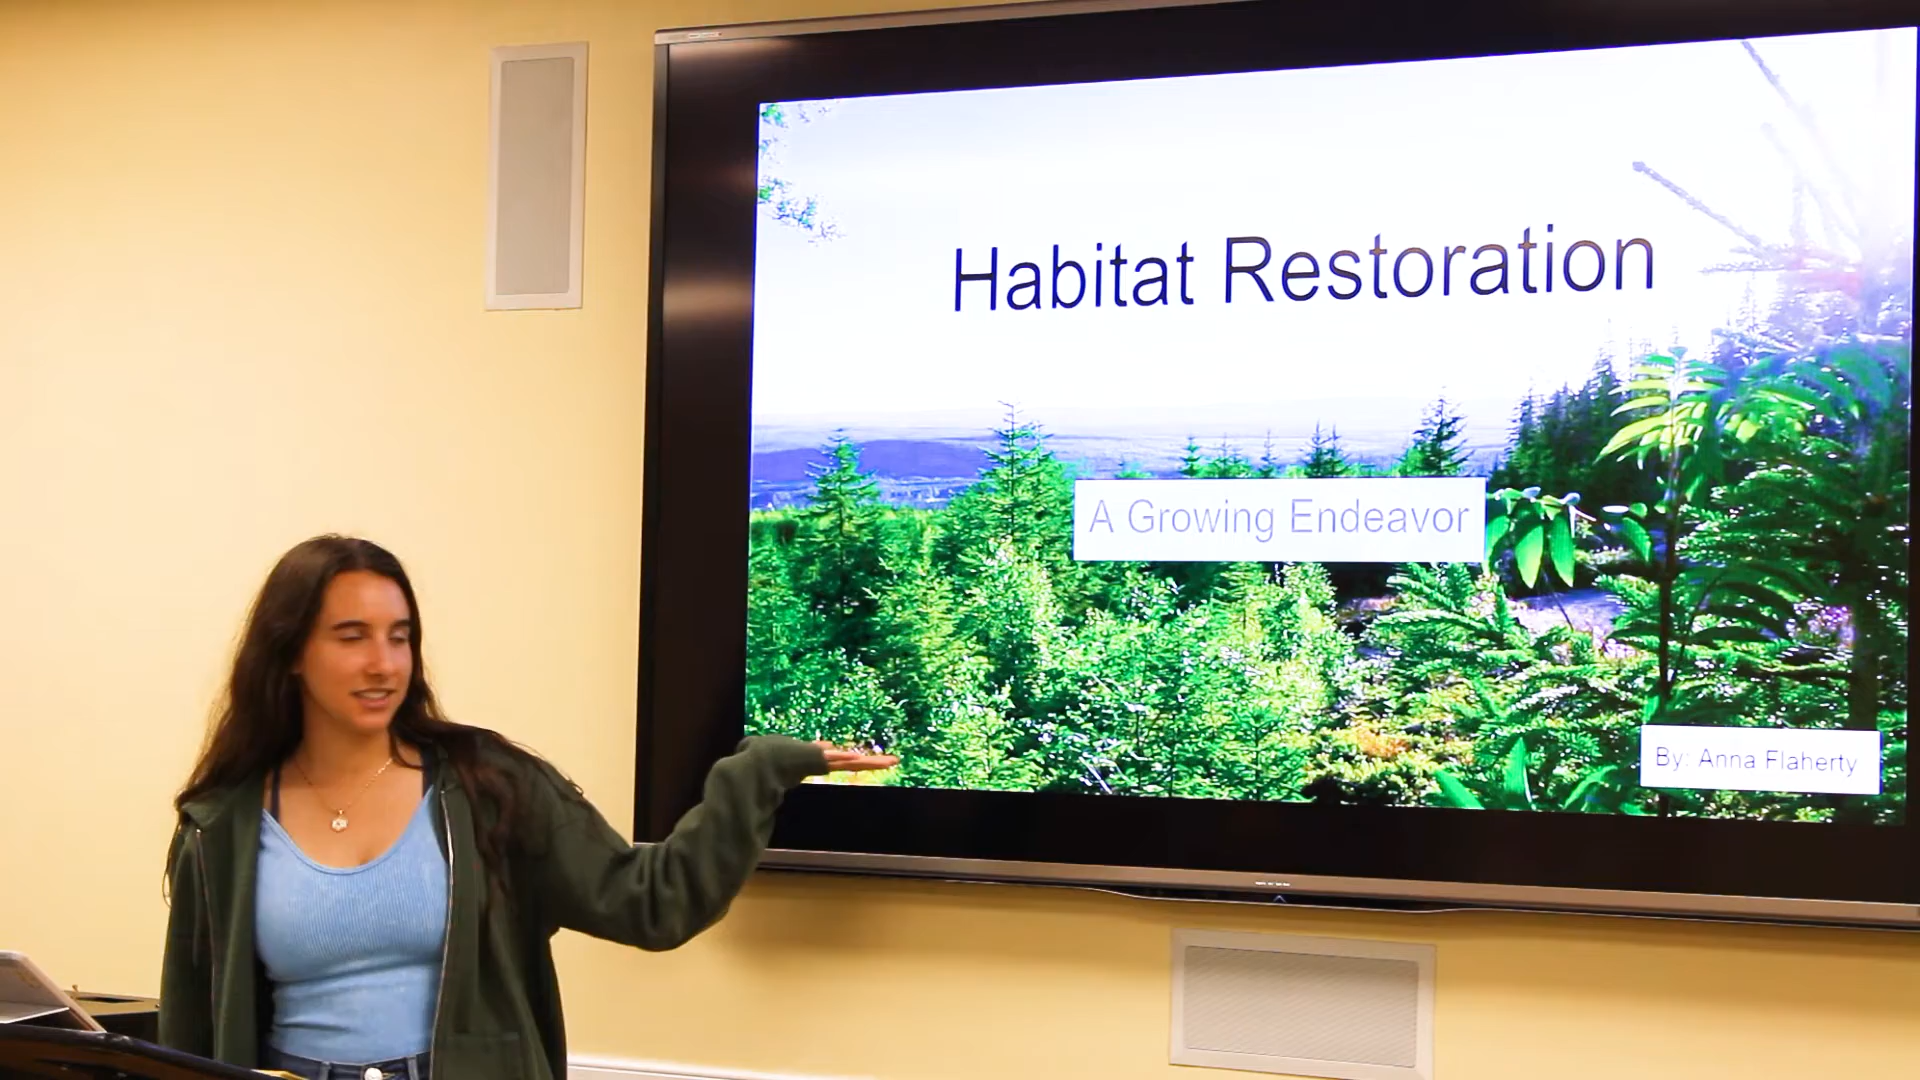 Habitat Restoration
A Growing Endeavor
By: Anna Flaherty